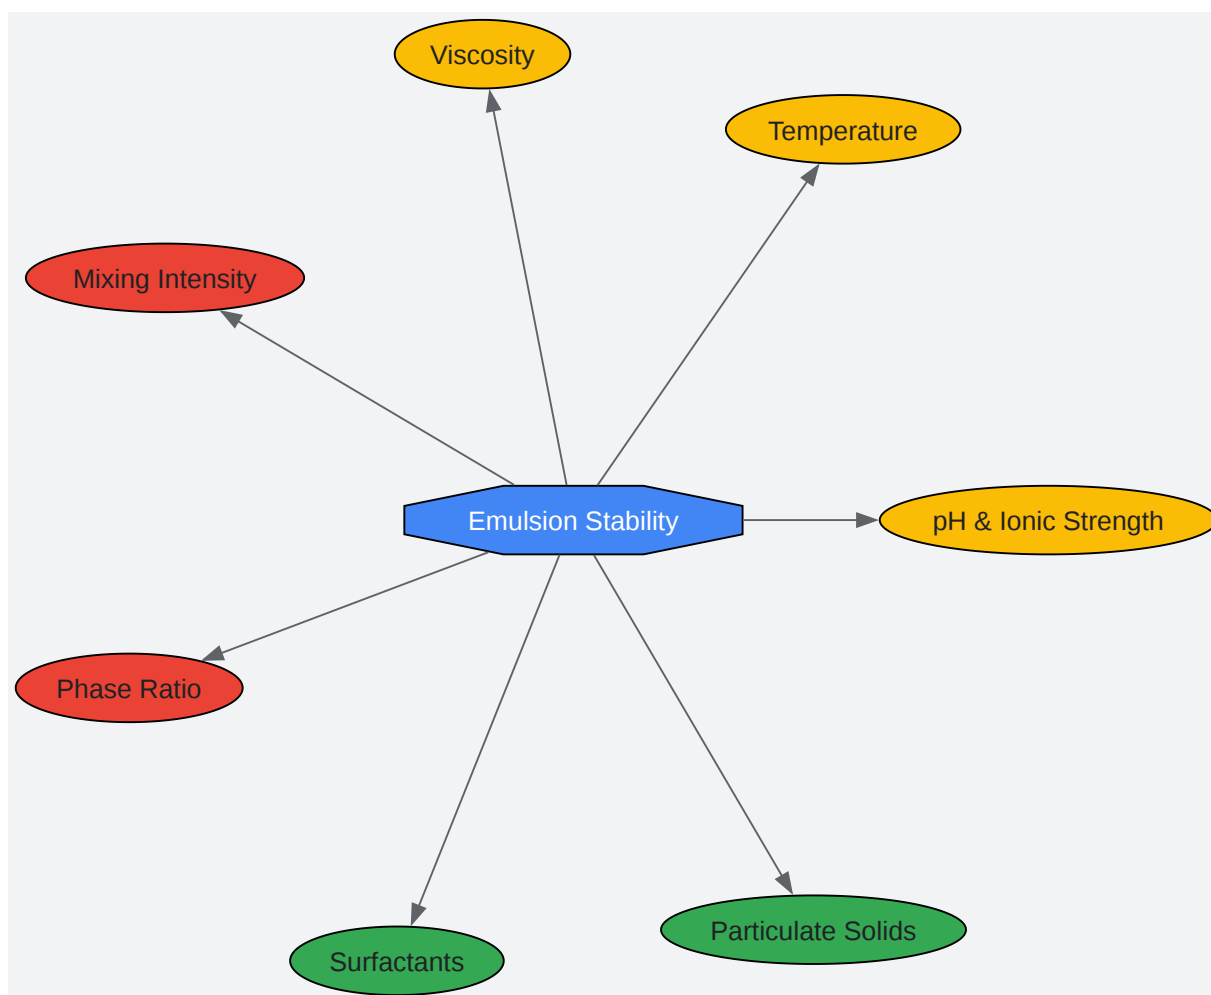 Viscosity
Temperature
Mixing Intensity
Emulsion Stability
pH & Ionic Strength
Phase Ratio
Particulate Solids
Surfactants